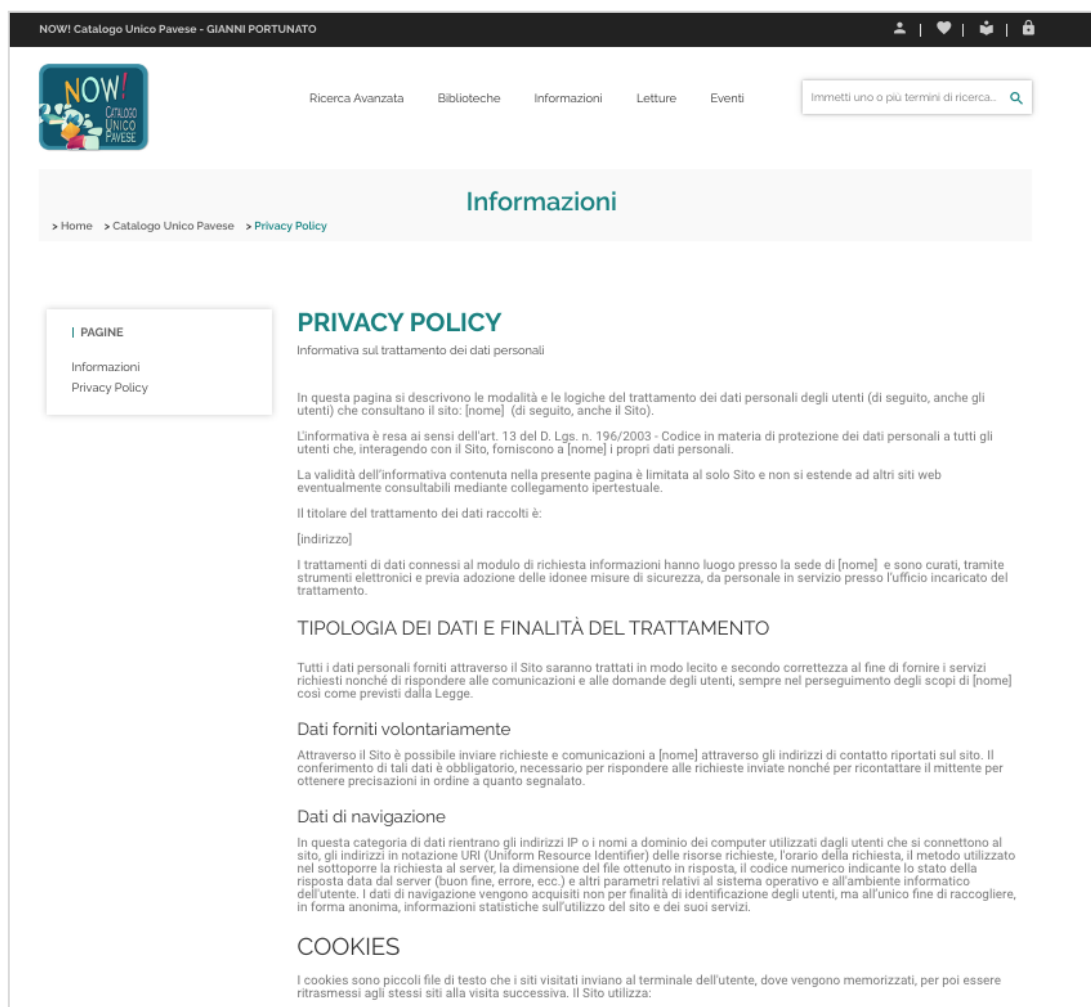 NOW! Catalogo Unico Pavese - GIANNI PORTUNATO
NOW!
CATALOGO
UNICO
PAVESE
Ricerca Avanzata Biblioteche Informazioni Letture Eventi
Immetti uno o più termini di ricerca...
Informazioni
> Home > Catalogo Unico Pavese > Privacy Policy
| PAGINE
Informazioni
Privacy Policy
PRIVACY POLICY
Informativa sul trattamento dei dati personali
In questa pagina si descrivono le modalità e le logiche del trattamento dei dati personali degli utenti (di seguito, anche gli
utenti) che consultano il sito: [nome] (di seguito, anche il Sito).
L'informativa è resa ai sensi dell'art. 13 del D. Lgs. n. 196/2003 - Codice in materia di protezione dei dati personali a tutti gli
utenti che, interagendo con il Sito, forniscono a [nome] i propri dati personali.
La validità dell'informativa contenuta nella presente pagina è limitata al solo Sito e non si estende ad altri siti web
eventualmente consultabili mediante collegamento ipertestuale.
Il titolare del trattamento dei dati raccolti è:
[indirizzo]
I trattamenti di dati connessi al modulo di richiesta informazioni hanno luogo presso la sede di [nome] e sono curati, tramite
strumenti elettronici e previa adozione delle idonee misure di sicurezza, da personale in servizio presso l'ufficio incaricato del
trattamento.
TIPOLOGIA DEI DATI E FINALITÀ DEL TRATTAMENTO
Tutti i dati personali forniti attraverso il Sito saranno trattati in modo lecito e secondo correttezza al fine di fornire i servizi
richiesti nonché di rispondere alle comunicazioni e alle domande degli utenti, sempre nel perseguimento degli scopi di [nome]
così come previsti dalla Legge.
Dati forniti volontariamente
Attraverso il Sito è possibile inviare richieste e comunicazioni a [nome] attraverso gli indirizzi di contatto riportati sul sito. Il
conferimento di tali dati è obbligatorio, necessario per rispondere alle richieste inviate nonché per ricontattare il mittente per
ottenere precisazioni in ordine a quanto segnalato.
Dati di navigazione
In questa categoria di dati rientrano gli indirizzi IP o i nomi a dominio dei computer utilizzati dagli utenti che si connettono al
sito, gli indirizzi in notazione URI (Uniform Resource Identifier) delle risorse richieste, l'orario della richiesta, il metodo utilizzato
nel sottoporre la richiesta al server, la dimensione del file ottenuto in risposta, il codice numerico indicante lo stato della
risposta data dal server (buon fine, errore, ecc.) e altri parametri relativi al sistema operativo e all'ambiente informatico
dell'utente. I dati di navigazione vengono acquisiti non per finalità di identificazione degli utenti, ma all'unico fine di raccogliere,
in forma anonima, informazioni statistiche sull'utilizzo del sito e dei suoi servizi.
COOKIES
I cookies sono piccoli file di testo che i siti visitati inviano al terminale dell'utente, dove vengono memorizzati, per poi essere
ritrasmessi agli stessi siti alla visita successiva. Il Sito utilizza: